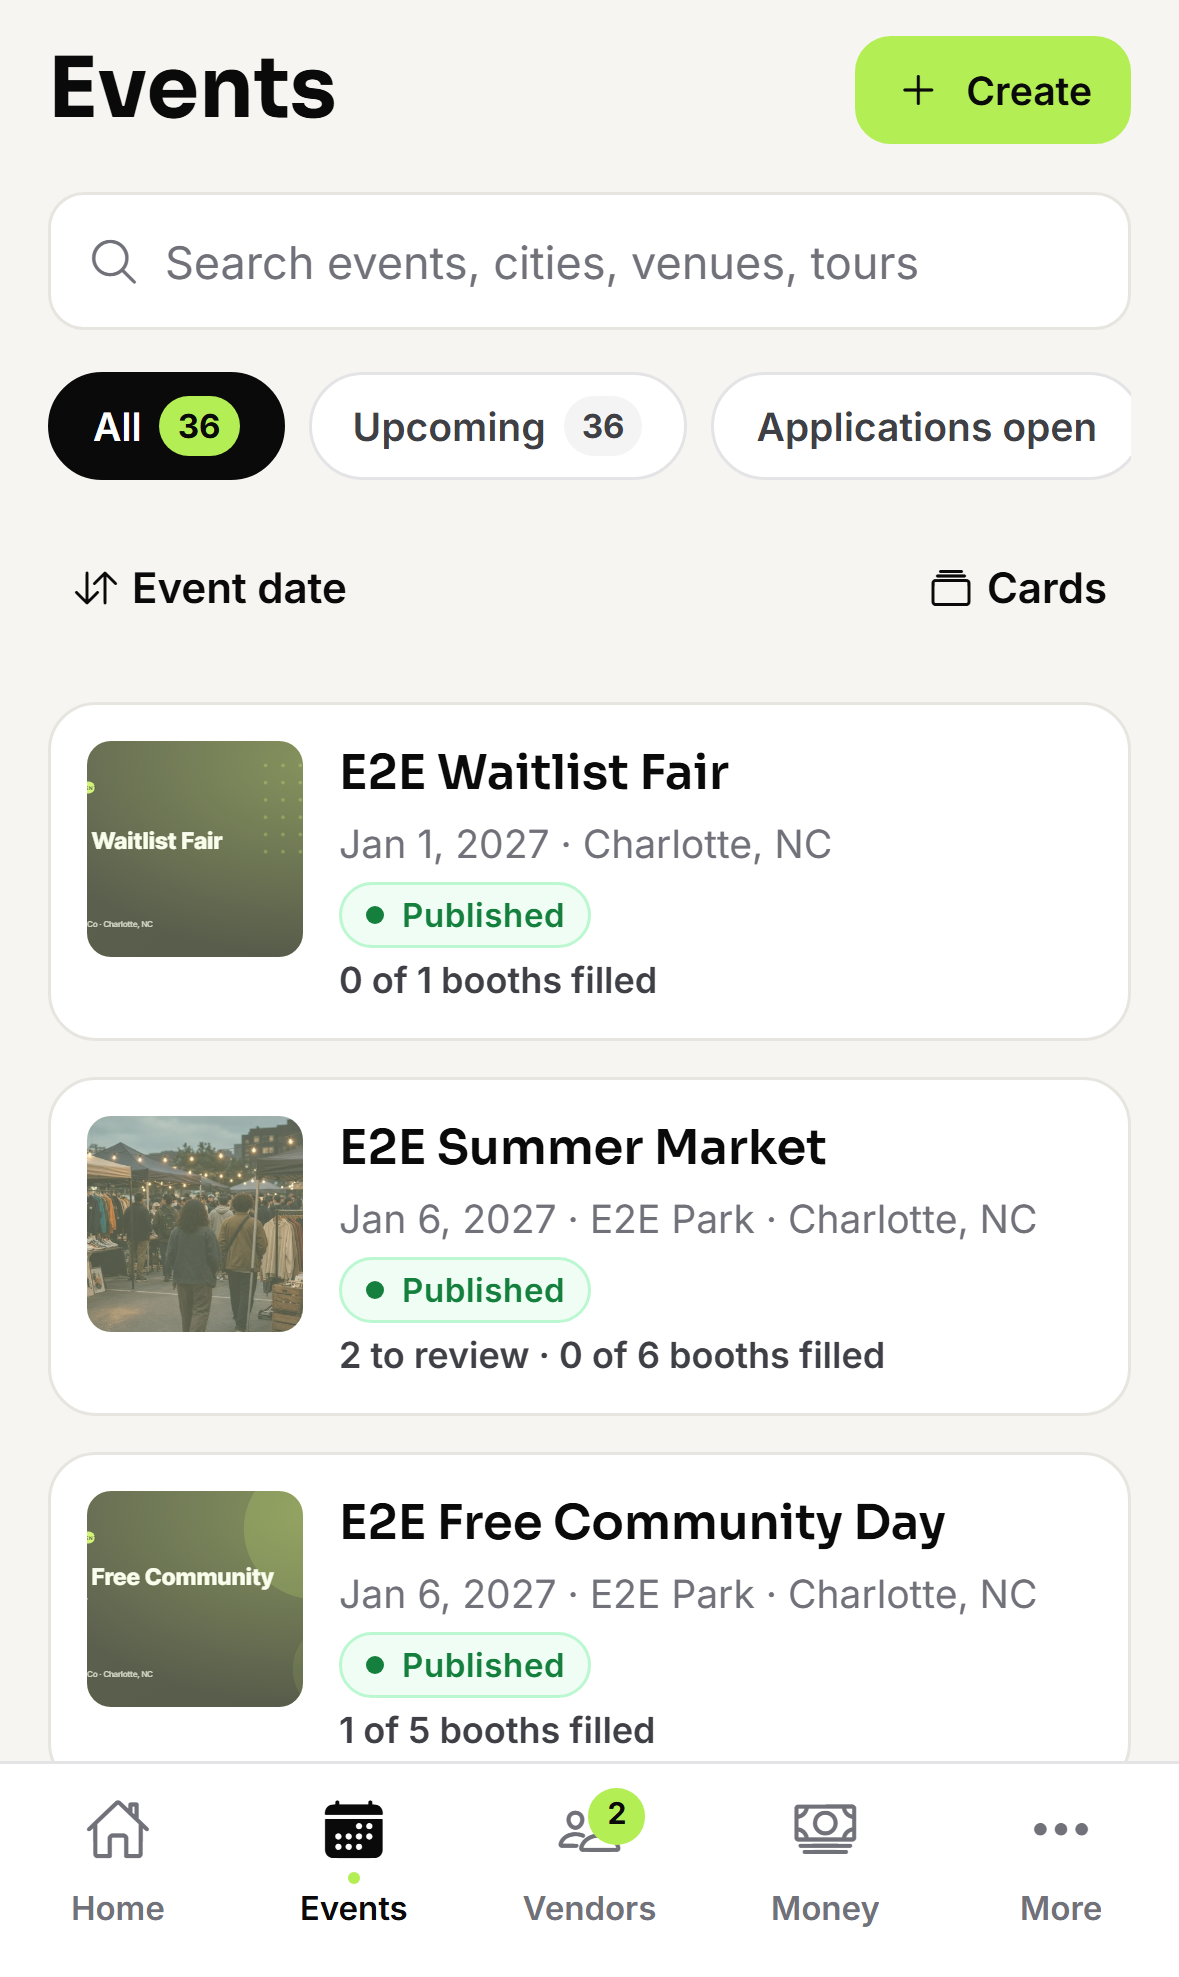 Events
+ Create
Search events, cities, venues, tours
All 36
Upcoming 36
Applications open
Event date
Cards
E2E Waitlist Fair
Jan 1, 2027 · Charlotte, NC
Published
0 of 1 booths filled
Waitlist Fair
Co · Charlotte, NC
E2E Summer Market
Jan 6, 2027 · E2E Park · Charlotte, NC
Published
2 to review · 0 of 6 booths filled
E2E Free Community Day
Jan 6, 2027 · E2E Park · Charlotte, NC
Published
1 of 5 booths filled
Free Community
Co · Charlotte, NC
2
Home
Events
Vendors
Money
More